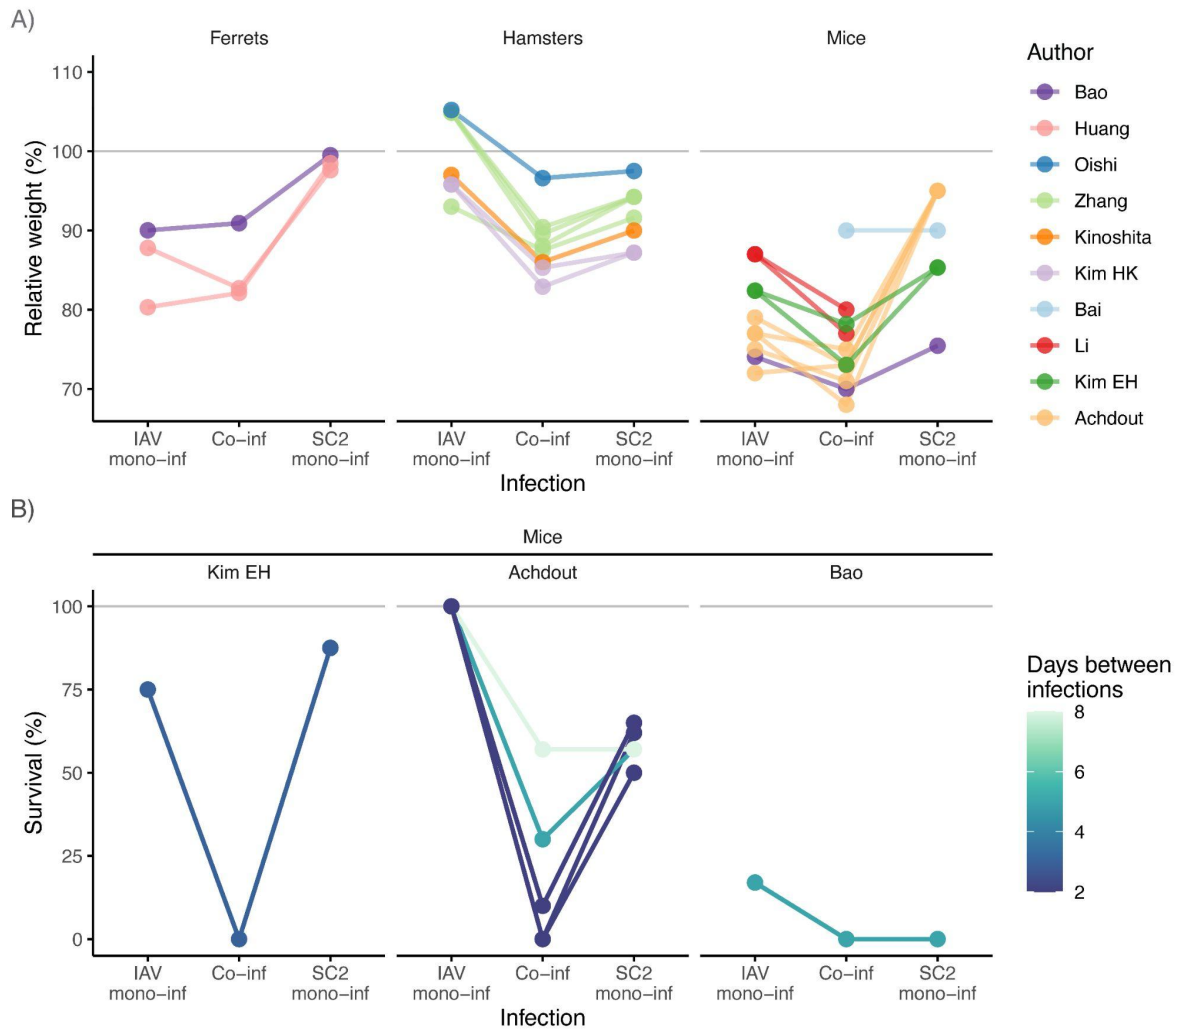 A)
Ferrets
Hamsters
Mice
Relative weight (%)
110
100
90
80
70
IAV
mono−inf
Co−inf
SC2
mono−inf
IAV
mono−inf
Co−inf
SC2
mono−inf
IAV
mono−inf
Co−inf
SC2
mono−inf
Infection
Author
Bao
Huang
Oishi
Zhang
Kinoshita
Kim HK
Bai
Li
Kim EH
Achdout
B)
Mice
Kim EH
Achdout
Bao
Survival (%)
100
75
50
25
0
IAV
mono−inf
Co−inf
SC2
mono−inf
IAV
mono−inf
Co−inf
SC2
mono−inf
IAV
mono−inf
Co−inf
SC2
mono−inf
Infection
Days between
infections
8
6
4
2